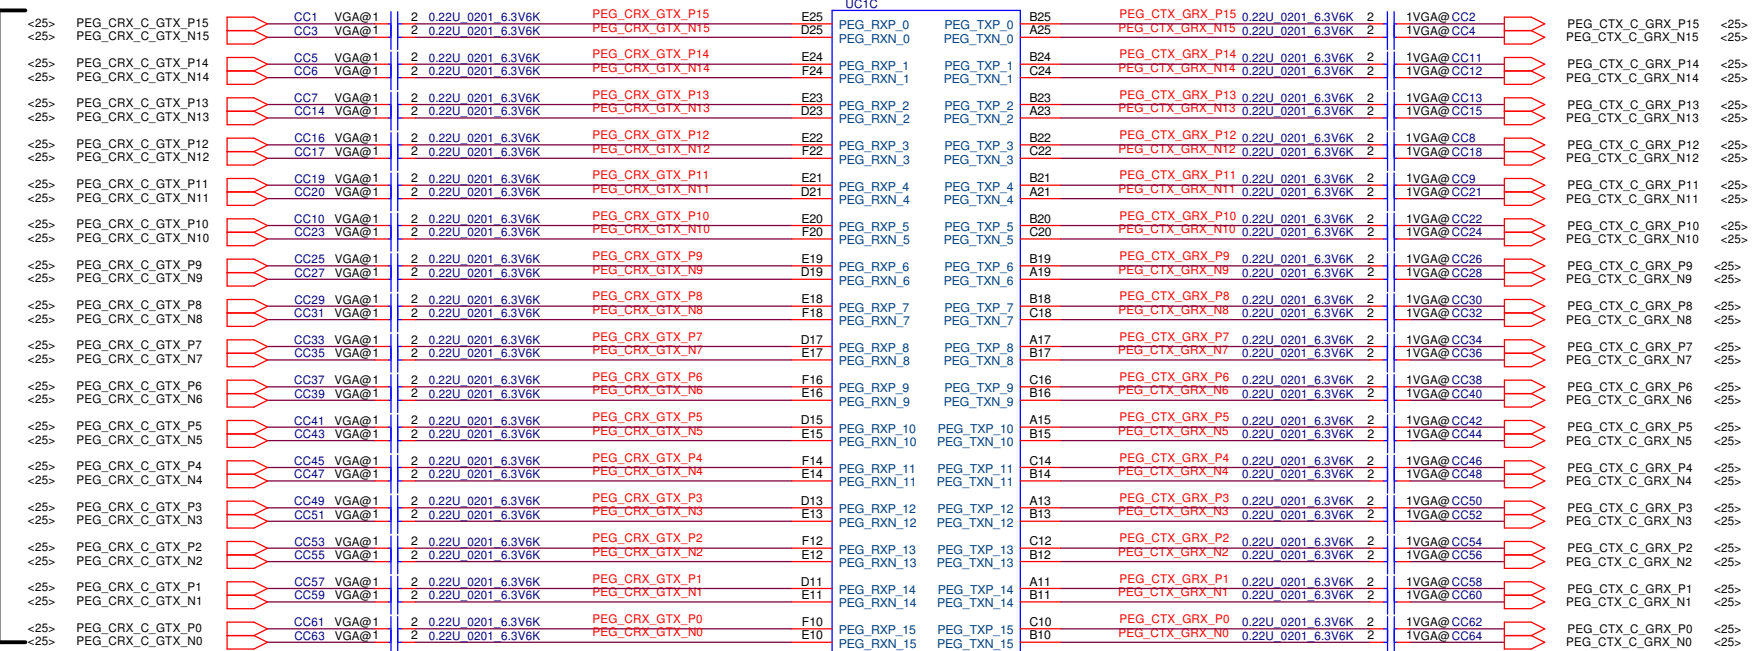 UC1C
<25> PEG_CRX_C_GTX_P15 CC1 VGA@1 2 0.22U_0201_6.3V6K PEG_CRX_GTX_P15 E25 PEG_RXP_0 PEG_TXP_0 B25 PEG_CTX_GRX_P15 0.22U_0201_6.3V6K 2 1VGA@CC2 PEG_CTX_C_GRX_P15 <25>
<25> PEG_CRX_C_GTX_N15 CC3 VGA@1 2 0.22U_0201_6.3V6K PEG_CRX_GTX_N15 D25 PEG_RXN_0 PEG_TXN_0 A25 PEG_CTX_GRX_N15 0.22U_0201_6.3V6K 2 1VGA@CC4 PEG_CTX_C_GRX_N15 <25>
<25> PEG_CRX_C_GTX_P14 CC5 VGA@1 2 0.22U_0201_6.3V6K PEG_CRX_GTX_P14 E24 PEG_RXP_1 PEG_TXP_1 B24 PEG_CTX_GRX_P14 0.22U_0201_6.3V6K 2 1VGA@CC11 PEG_CTX_C_GRX_P14 <25>
<25> PEG_CRX_C_GTX_N14 CC6 VGA@1 2 0.22U_0201_6.3V6K PEG_CRX_GTX_N14 F24 PEG_RXN_1 PEG_TXN_1 C24 PEG_CTX_GRX_N14 0.22U_0201_6.3V6K 2 1VGA@CC12 PEG_CTX_C_GRX_N14 <25>
<25> PEG_CRX_C_GTX_P13 CC7 VGA@1 2 0.22U_0201_6.3V6K PEG_CRX_GTX_P13 E23 PEG_RXP_2 PEG_TXP_2 B23 PEG_CTX_GRX_P13 0.22U_0201_6.3V6K 2 1VGA@CC13 PEG_CTX_C_GRX_P13 <25>
<25> PEG_CRX_C_GTX_N13 CC14 VGA@1 2 0.22U_0201_6.3V6K PEG_CRX_GTX_N13 D23 PEG_RXN_2 PEG_TXN_2 A23 PEG_CTX_GRX_N13 0.22U_0201_6.3V6K 2 1VGA@CC15 PEG_CTX_C_GRX_N13 <25>
<25> PEG_CRX_C_GTX_P12 CC16 VGA@1 2 0.22U_0201_6.3V6K PEG_CRX_GTX_P12 E22 PEG_RXP_3 PEG_TXP_3 B22 PEG_CTX_GRX_P12 0.22U_0201_6.3V6K 2 1VGA@CC8 PEG_CTX_C_GRX_P12 <25>
<25> PEG_CRX_C_GTX_N12 CC17 VGA@1 2 0.22U_0201_6.3V6K PEG_CRX_GTX_N12 F22 PEG_RXN_3 PEG_TXN_3 C22 PEG_CTX_GRX_N12 0.22U_0201_6.3V6K 2 1VGA@CC18 PEG_CTX_C_GRX_N12 <25>
<25> PEG_CRX_C_GTX_P11 CC19 VGA@1 2 0.22U_0201_6.3V6K PEG_CRX_GTX_P11 E21 PEG_RXP_4 PEG_TXP_4 B21 PEG_CTX_GRX_P11 0.22U_0201_6.3V6K 2 1VGA@CC9 PEG_CTX_C_GRX_P11 <25>
<25> PEG_CRX_C_GTX_N11 CC20 VGA@1 2 0.22U_0201_6.3V6K PEG_CRX_GTX_N11 D21 PEG_RXN_4 PEG_TXN_4 A21 PEG_CTX_GRX_N11 0.22U_0201_6.3V6K 2 1VGA@CC21 PEG_CTX_C_GRX_N11 <25>
<25> PEG_CRX_C_GTX_P10 CC10 VGA@1 2 0.22U_0201_6.3V6K PEG_CRX_GTX_P10 E20 PEG_RXP_5 PEG_TXP_5 B20 PEG_CTX_GRX_P10 0.22U_0201_6.3V6K 2 1VGA@CC22 PEG_CTX_C_GRX_P10 <25>
<25> PEG_CRX_C_GTX_N10 CC23 VGA@1 2 0.22U_0201_6.3V6K PEG_CRX_GTX_N10 F20 PEG_RXN_5 PEG_TXN_5 C20 PEG_CTX_GRX_N10 0.22U_0201_6.3V6K 2 1VGA@CC24 PEG_CTX_C_GRX_N10 <25>
<25> PEG_CRX_C_GTX_P9 CC25 VGA@1 2 0.22U_0201_6.3V6K PEG_CRX_GTX_P9 E19 PEG_RXP_6 PEG_TXP_6 B19 PEG_CTX_GRX_P9 0.22U_0201_6.3V6K 2 1VGA@CC26 PEG_CTX_C_GRX_P9 <25>
<25> PEG_CRX_C_GTX_N9 CC27 VGA@1 2 0.22U_0201_6.3V6K PEG_CRX_GTX_N9 D19 PEG_RXN_6 PEG_TXN_6 A19 PEG_CTX_GRX_N9 0.22U_0201_6.3V6K 2 1VGA@CC28 PEG_CTX_C_GRX_N9 <25>
<25> PEG_CRX_C_GTX_P8 CC29 VGA@1 2 0.22U_0201_6.3V6K PEG_CRX_GTX_P8 E18 PEG_RXP_7 PEG_TXP_7 B18 PEG_CTX_GRX_P8 0.22U_0201_6.3V6K 2 1VGA@CC30 PEG_CTX_C_GRX_P8 <25>
<25> PEG_CRX_C_GTX_N8 CC31 VGA@1 2 0.22U_0201_6.3V6K PEG_CRX_GTX_N8 F18 PEG_RXN_7 PEG_TXN_7 C18 PEG_CTX_GRX_N8 0.22U_0201_6.3V6K 2 1VGA@CC32 PEG_CTX_C_GRX_N8 <25>
<25> PEG_CRX_C_GTX_P7 CC33 VGA@1 2 0.22U_0201_6.3V6K PEG_CRX_GTX_P7 D17 PEG_RXP_8 PEG_TXP_8 A17 PEG_CTX_GRX_P7 0.22U_0201_6.3V6K 2 1VGA@CC34 PEG_CTX_C_GRX_P7 <25>
<25> PEG_CRX_C_GTX_N7 CC35 VGA@1 2 0.22U_0201_6.3V6K PEG_CRX_GTX_N7 E17 PEG_RXN_8 PEG_TXN_8 B17 PEG_CTX_GRX_N7 0.22U_0201_6.3V6K 2 1VGA@CC36 PEG_CTX_C_GRX_N7 <25>
<25> PEG_CRX_C_GTX_P6 CC37 VGA@1 2 0.22U_0201_6.3V6K PEG_CRX_GTX_P6 F16 PEG_RXP_9 PEG_TXP_9 C16 PEG_CTX_GRX_P6 0.22U_0201_6.3V6K 2 1VGA@CC38 PEG_CTX_C_GRX_P6 <25>
<25> PEG_CRX_C_GTX_N6 CC39 VGA@1 2 0.22U_0201_6.3V6K PEG_CRX_GTX_N6 E16 PEG_RXN_9 PEG_TXN_9 B16 PEG_CTX_GRX_N6 0.22U_0201_6.3V6K 2 1VGA@CC40 PEG_CTX_C_GRX_N6 <25>
<25> PEG_CRX_C_GTX_P5 CC41 VGA@1 2 0.22U_0201_6.3V6K PEG_CRX_GTX_P5 D15 PEG_RXP_10 PEG_TXP_10 A15 PEG_CTX_GRX_P5 0.22U_0201_6.3V6K 2 1VGA@CC42 PEG_CTX_C_GRX_P5 <25>
<25> PEG_CRX_C_GTX_N5 CC43 VGA@1 2 0.22U_0201_6.3V6K PEG_CRX_GTX_N5 E15 PEG_RXN_10 PEG_TXN_10 B15 PEG_CTX_GRX_N5 0.22U_0201_6.3V6K 2 1VGA@CC44 PEG_CTX_C_GRX_N5 <25>
<25> PEG_CRX_C_GTX_P4 CC45 VGA@1 2 0.22U_0201_6.3V6K PEG_CRX_GTX_P4 F14 PEG_RXP_11 PEG_TXP_11 C14 PEG_CTX_GRX_P4 0.22U_0201_6.3V6K 2 1VGA@CC46 PEG_CTX_C_GRX_P4 <25>
<25> PEG_CRX_C_GTX_N4 CC47 VGA@1 2 0.22U_0201_6.3V6K PEG_CRX_GTX_N4 E14 PEG_RXN_11 PEG_TXN_11 B14 PEG_CTX_GRX_N4 0.22U_0201_6.3V6K 2 1VGA@CC48 PEG_CTX_C_GRX_N4 <25>
<25> PEG_CRX_C_GTX_P3 CC49 VGA@1 2 0.22U_0201_6.3V6K PEG_CRX_GTX_P3 D13 PEG_RXP_12 PEG_TXP_12 A13 PEG_CTX_GRX_P3 0.22U_0201_6.3V6K 2 1VGA@CC50 PEG_CTX_C_GRX_P3 <25>
<25> PEG_CRX_C_GTX_N3 CC51 VGA@1 2 0.22U_0201_6.3V6K PEG_CRX_GTX_N3 E13 PEG_RXN_12 PEG_TXN_12 B13 PEG_CTX_GRX_N3 0.22U_0201_6.3V6K 2 1VGA@CC52 PEG_CTX_C_GRX_N3 <25>
<25> PEG_CRX_C_GTX_P2 CC53 VGA@1 2 0.22U_0201_6.3V6K PEG_CRX_GTX_P2 F12 PEG_RXP_13 PEG_TXP_13 C12 PEG_CTX_GRX_P2 0.22U_0201_6.3V6K 2 1VGA@CC54 PEG_CTX_C_GRX_P2 <25>
<25> PEG_CRX_C_GTX_N2 CC55 VGA@1 2 0.22U_0201_6.3V6K PEG_CRX_GTX_N2 E12 PEG_RXN_13 PEG_TXN_13 B12 PEG_CTX_GRX_N2 0.22U_0201_6.3V6K 2 1VGA@CC56 PEG_CTX_C_GRX_N2 <25>
<25> PEG_CRX_C_GTX_P1 CC57 VGA@1 2 0.22U_0201_6.3V6K PEG_CRX_GTX_P1 D11 PEG_RXP_14 PEG_TXP_14 A11 PEG_CTX_GRX_P1 0.22U_0201_6.3V6K 2 1VGA@CC58 PEG_CTX_C_GRX_P1 <25>
<25> PEG_CRX_C_GTX_N1 CC59 VGA@1 2 0.22U_0201_6.3V6K PEG_CRX_GTX_N1 E11 PEG_RXN_14 PEG_TXN_14 B11 PEG_CTX_GRX_N1 0.22U_0201_6.3V6K 2 1VGA@CC60 PEG_CTX_C_GRX_N1 <25>
<25> PEG_CRX_C_GTX_P0 CC61 VGA@1 2 0.22U_0201_6.3V6K PEG_CRX_GTX_P0 F10 PEG_RXP_15 PEG_TXP_15 C10 PEG_CTX_GRX_P0 0.22U_0201_6.3V6K 2 1VGA@CC62 PEG_CTX_C_GRX_P0 <25>
<25> PEG_CRX_C_GTX_N0 CC63 VGA@1 2 0.22U_0201_6.3V6K PEG_CRX_GTX_N0 E10 PEG_RXN_15 PEG_TXN_15 B10 PEG_CTX_GRX_N0 0.22U_0201_6.3V6K 2 1VGA@CC64 PEG_CTX_C_GRX_N0 <25>